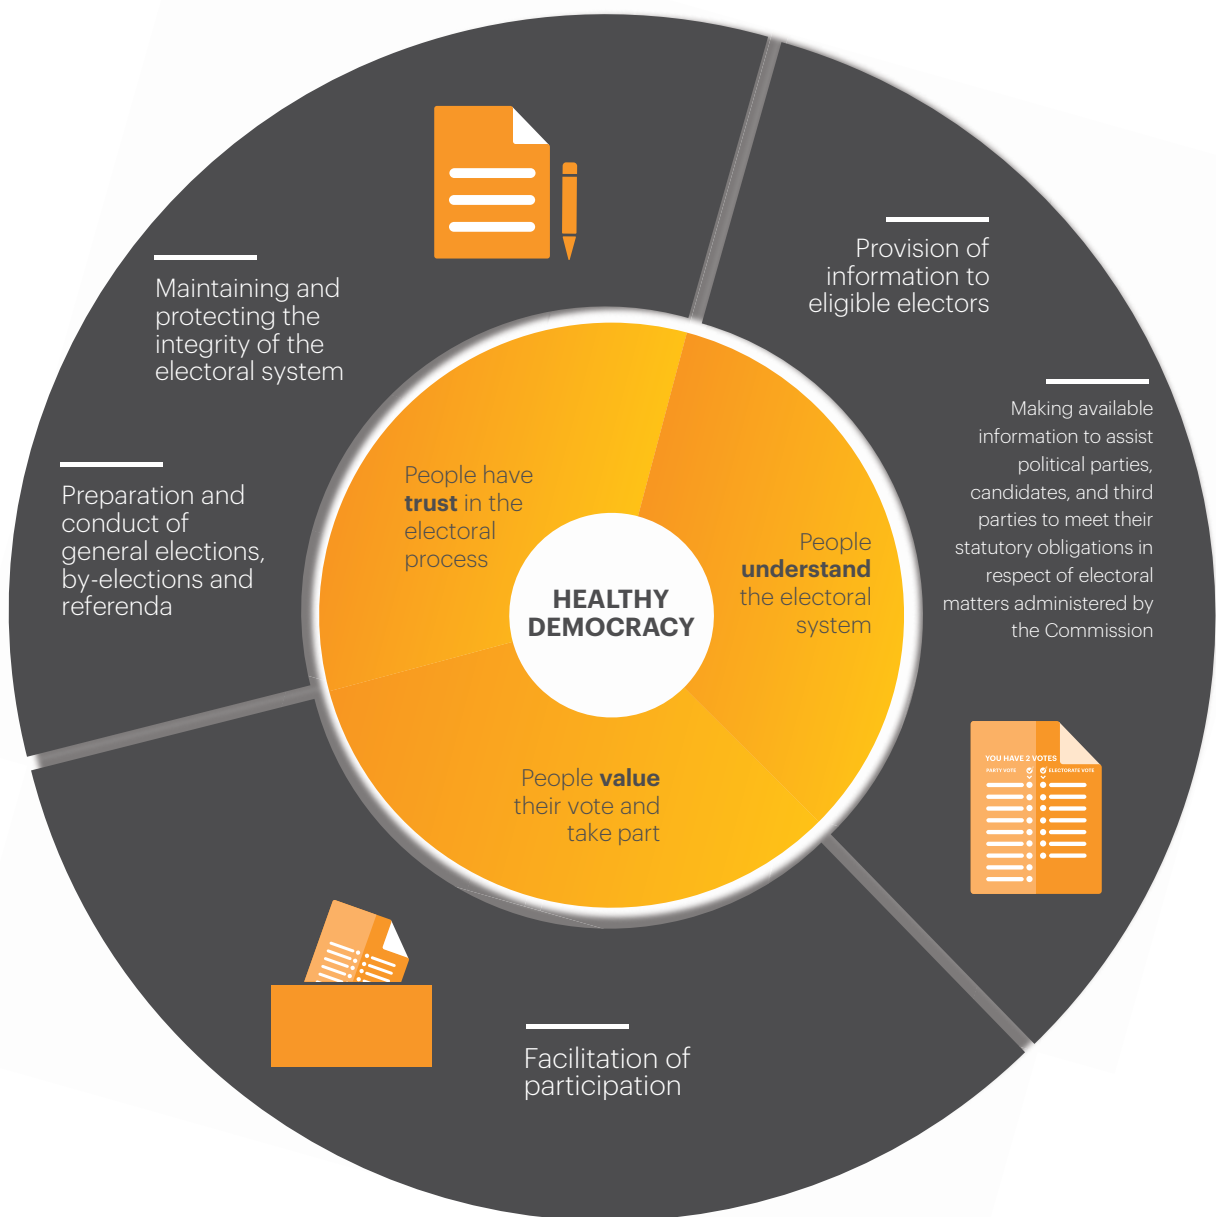 Maintaining and
protecting the
integrity of the
electoral system
Preparation and
conduct of
general elections,
by-elections and
referenda
Provision of
information to
eligible electors
Making available
information to assist
political parties,
candidates, and third
parties to meet their
statutory obligations in
respect of electoral
matters administered by
the Commission
People have
trust in the
electoral
process
People
understand
the electoral
system
HEALTHY
DEMOCRACY
People value
their vote and
take part
YOU HAVE 2 VOTES
PARTY VOTE
ELECTORATE VOTE
Facilitation of
participation